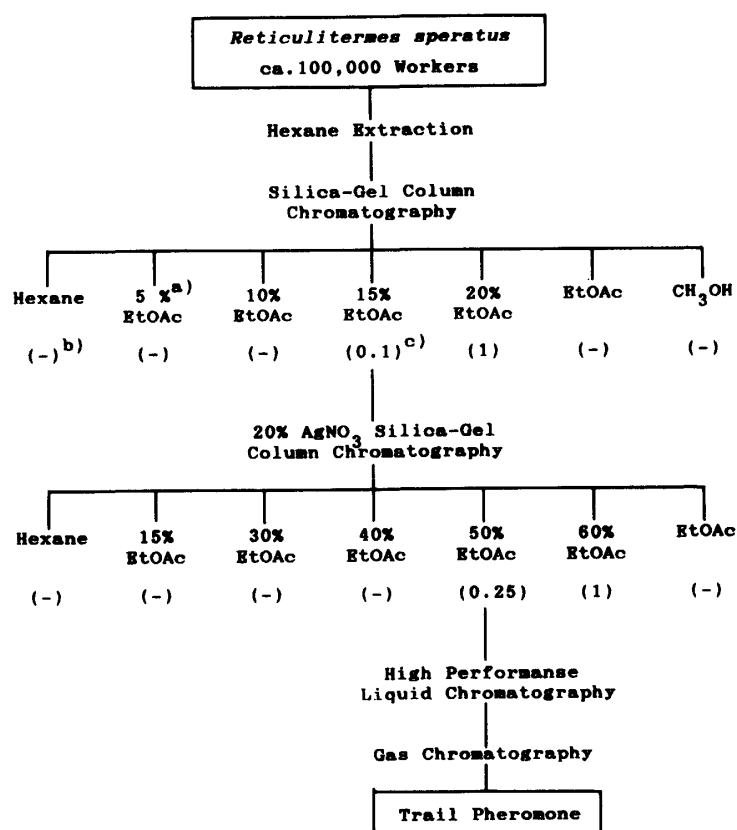 Reticulitermes speratus
ca.100,000 Workers
Hexane Extraction
Silica-Gel Column
Chromatography
Hexane 5 %a) 10% 15% 20% EtOAc CH3OH
EtOAc EtOAc EtOAc EtOAc
(-)b) (-) (-) (0.1)c) (1) (-) (-)
20% AgNO3 Silica-Gel
Column Chromatography
Hexane 15% 30% 40% 50% 60% EtOAc
EtOAc EtOAc EtOAc EtOAc EtOAc
(-) (-) (-) (-) (0.25) (1) (-)
High Performanse
Liquid Chromatography
Gas Chromatography
Trail Pheromone